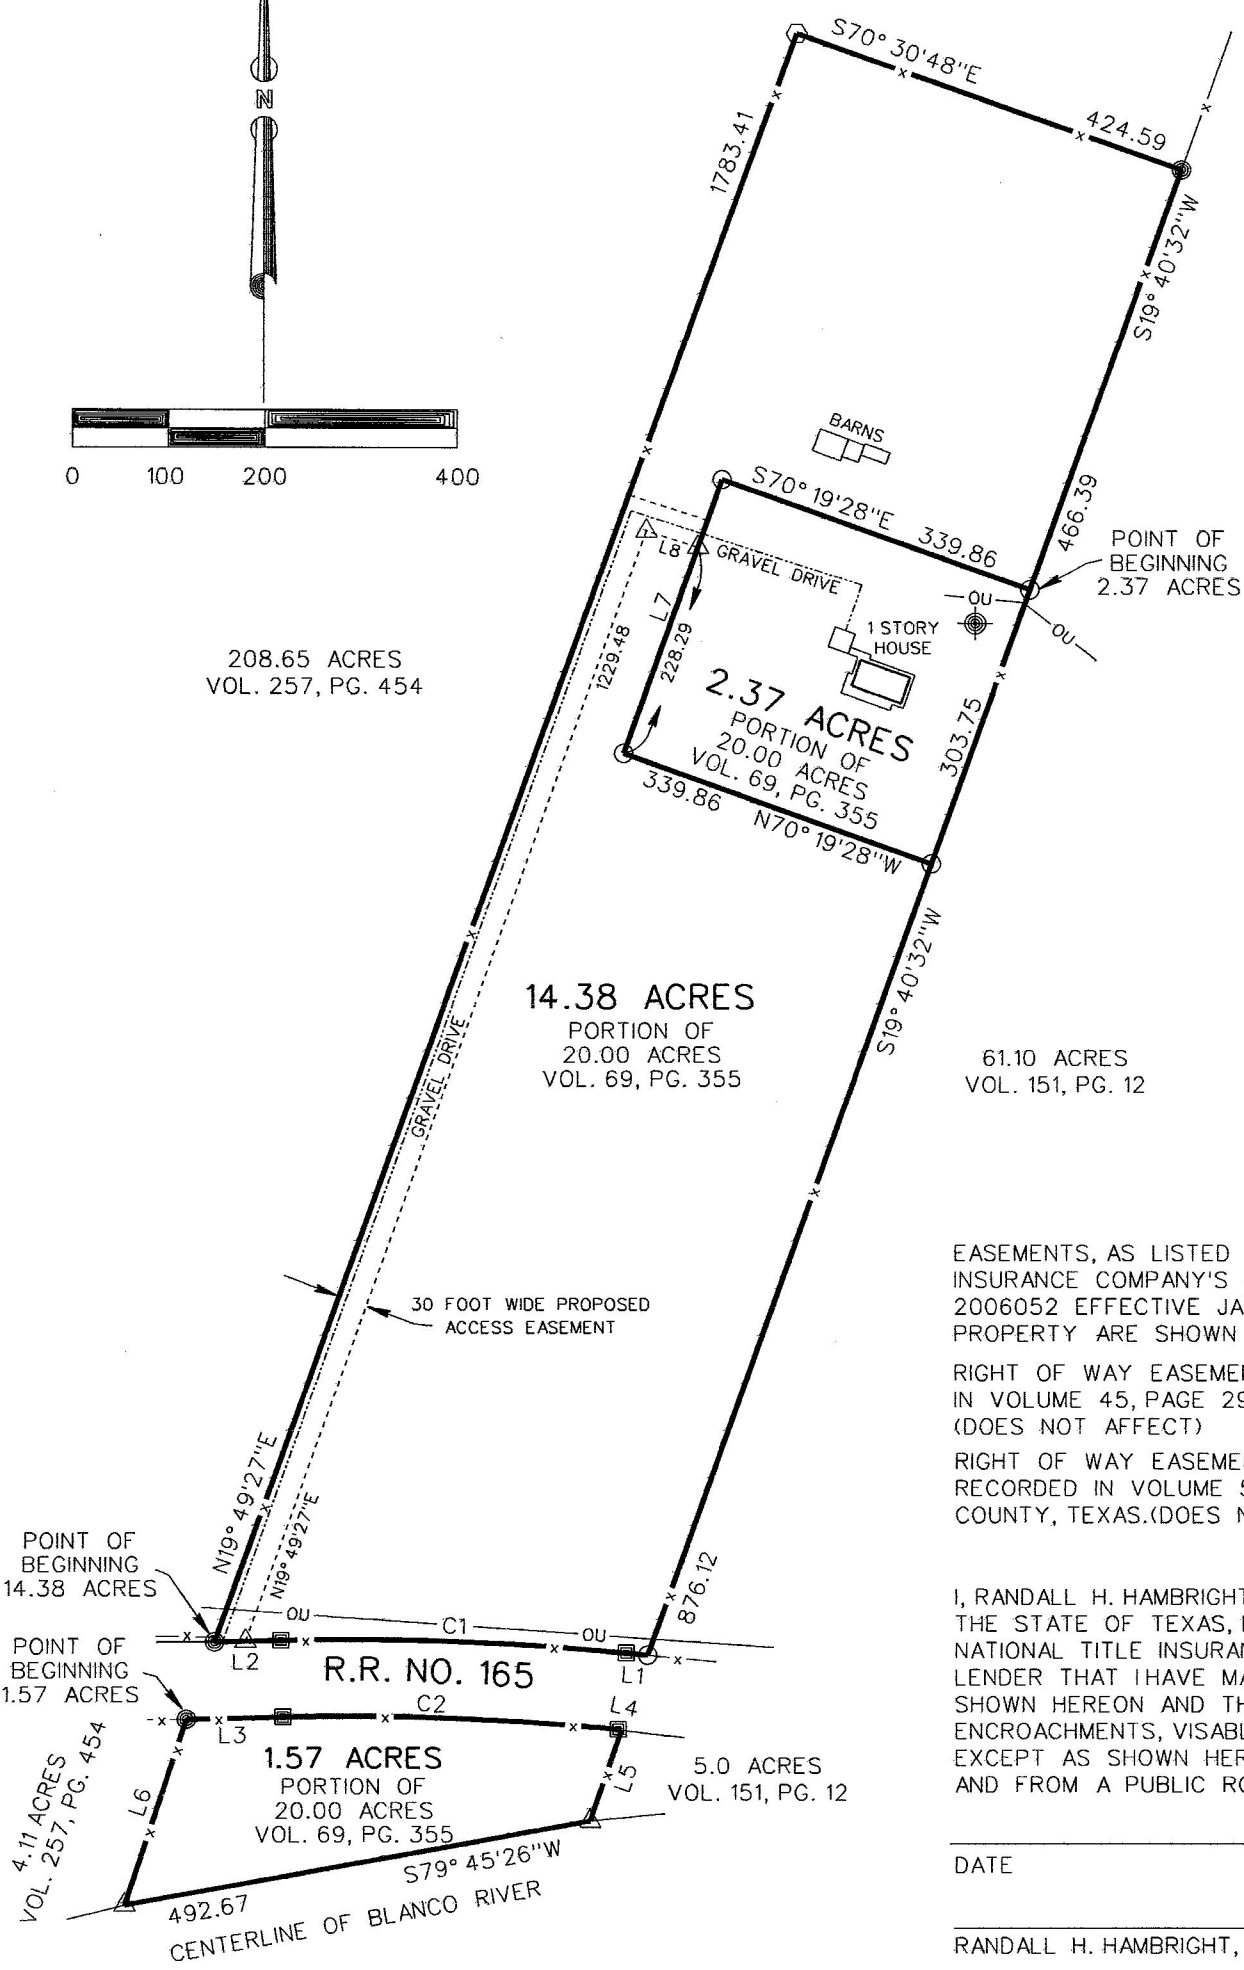 S70° 30'48"E
424.59
N
1783.41
S19° 40'32"W
0 100 200 400
BARNS
S70° 19'28"E 339.86
466.39
POINT OF
BEGINNING
2.37 ACRES
L8
GRAVEL DRIVE
OU
OU
L7
1 STORY
HOUSE
208.65 ACRES
VOL. 257, PG. 454
1229.48
228.29
2.37 ACRES
PORTION OF
20.00 ACRES
VOL. 69, PG. 355
303.75
339.86 N70° 19'28"W
14.38 ACRES
PORTION OF
20.00 ACRES
VOL. 69, PG. 355
S19° 40'32"W
61.10 ACRES
VOL. 151, PG. 12
GRAVEL DRIVE
30 FOOT WIDE PROPOSED
ACCESS EASEMENT
EASEMENTS, AS LISTED
INSURANCE COMPANY'S
2006052 EFFECTIVE JA
PROPERTY ARE SHOWN
RIGHT OF WAY EASEME
IN VOLUME 45, PAGE 29
(DOES NOT AFFECT)
RIGHT OF WAY EASEME
RECORDED IN VOLUME 5
COUNTY, TEXAS.(DOES N
N19° 49'27"E
N19° 49'27"E
POINT OF
BEGINNING
14.38 ACRES
876.12
OU
C1
OU
L2
R.R. NO. 165
L1
POINT OF
BEGINNING
1.57 ACRES
L3
C2
L4
I, RANDALL H. HAMBRIGHT
THE STATE OF TEXAS,
NATIONAL TITLE INSURAN
LENDER THAT I HAVE MA
SHOWN HEREON AND TH
ENCROACHMENTS, VISABL
EXCEPT AS SHOWN HER
AND FROM A PUBLIC RO
1.57 ACRES
PORTION OF
20.00 ACRES
VOL. 69, PG. 355
L5
5.0 ACRES
VOL. 151, PG. 12
L6
4.11 ACRES
VOL. 257, PG. 454
492.67 S79° 45'26"W
CENTERLINE OF BLANCO RIVER
DATE
RANDALL H. HAMBRIGHT,